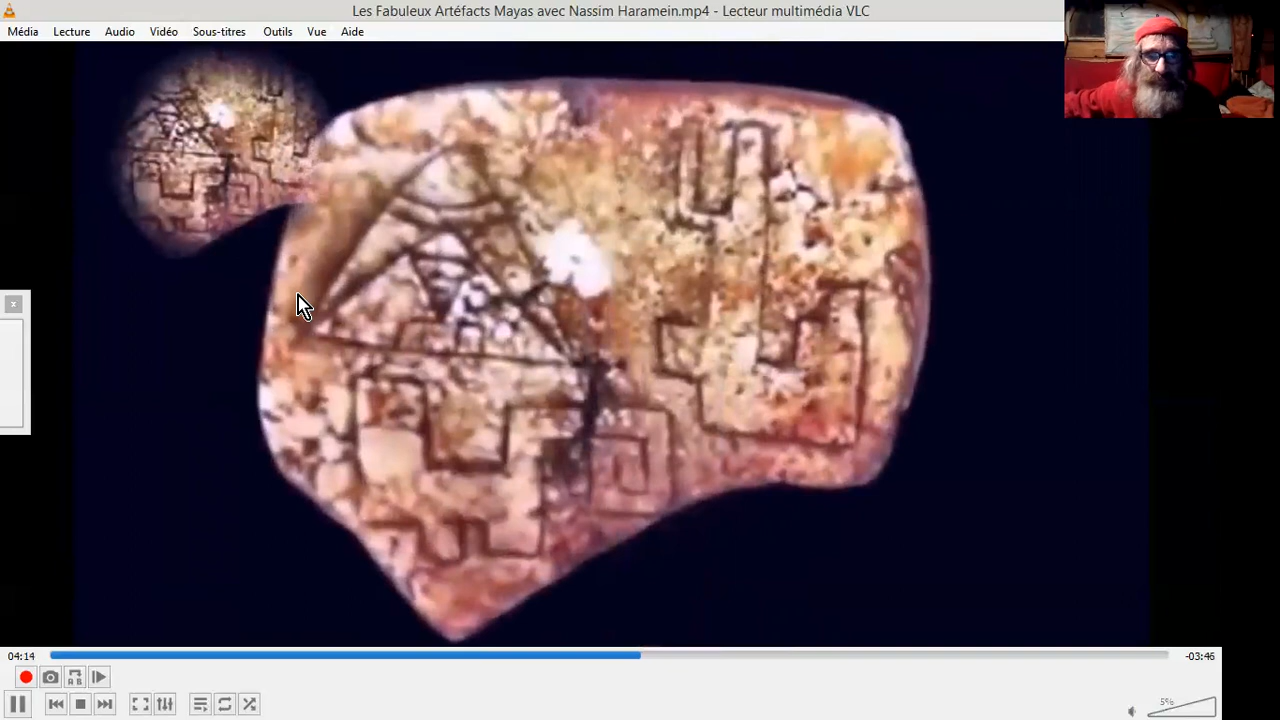 Les Fabuleux Artéfacts Mayas avec Nassim Haramein.mp4 - Lecteur multimédia VLC
Média Lecture Audio Vidéo Sous-titres Outils Vue Aide
x
04:14 -03:46
A B
5%